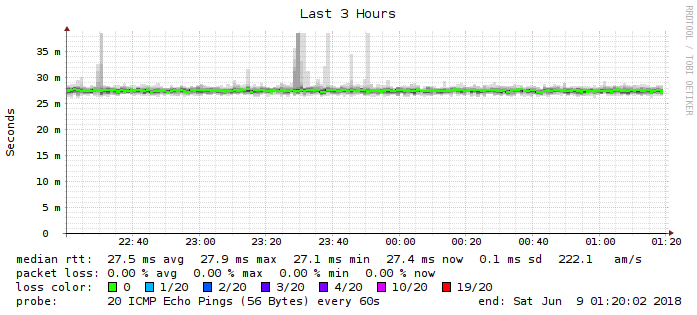 Last 3 Hours
RRDTOOL / TOBI OETIKER
Seconds
35 m
30 m
25 m
20 m
15 m
10 m
5 m
0
22:40 23:00 23:20 23:40 00:00 00:20 00:40 01:00 01:20
median rtt: 27.5 ms avg 27.9 ms max 27.1 ms min 27.4 ms now 0.1 ms sd 222.1 am/s
packet loss: 0.00 % avg 0.00 % max 0.00 % min 0.00 % now
loss color: 0 1/20 2/20 3/20 4/20 10/20 19/20
probe: 20 ICMP Echo Pings (56 Bytes) every 60s end: Sat Jun 9 01:20:02 2018